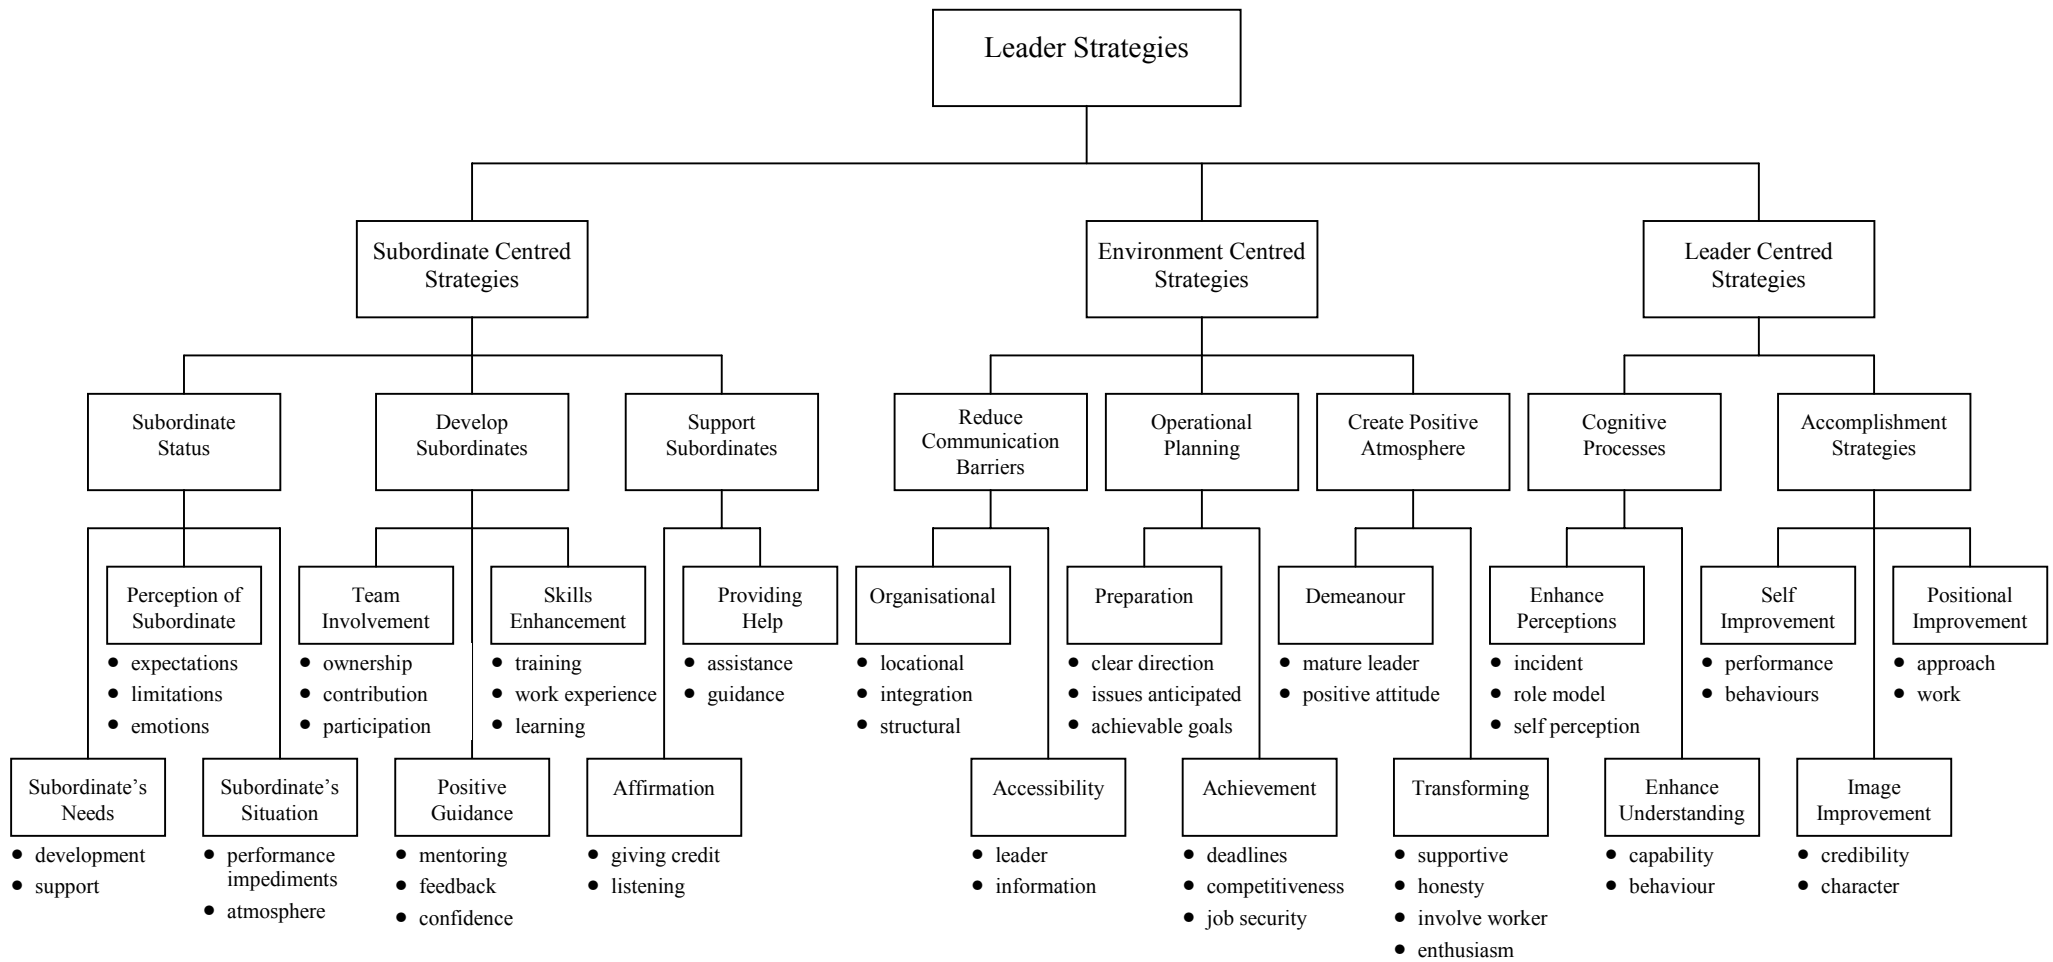 Leader Strategies
Subordinate Centred
Strategies
Environment Centred
Strategies
Leader Centred
Strategies
Subordinate
Status
Develop
Subordinates
Support
Subordinates
Reduce
Communication
Barriers
Operational
Planning
Create Positive
Atmosphere
Cognitive
Processes
Accomplishment
Strategies
Perception of
Subordinate
• expectations
• limitations
• emotions
Team
Involvement
• ownership
• contribution
• participation
Skills
Enhancement
• training
• work experience
• learning
Providing
Help
• assistance
• guidance
Organisational
• locational
• integration
• structural
Preparation
• clear direction
• issues anticipated
• achievable goals
Demeanour
• mature leader
• positive attitude
Enhance
Perceptions
• incident
• role model
• self perception
Self
Improvement
• performance
• behaviours
Positional
Improvement
• approach
• work
Subordinate’s
Needs
• development
• support
Subordinate’s
Situation
• performance
impediments
• atmosphere
Positive
Guidance
• mentoring
• feedback
• confidence
Affirmation
• giving credit
• listening
Accessibility
• leader
• information
Achievement
• deadlines
• competitiveness
• job security
Transforming
• supportive
• honesty
• involve worker
• enthusiasm
Enhance
Understanding
• capability
• behaviour
Image
Improvement
• credibility
• character